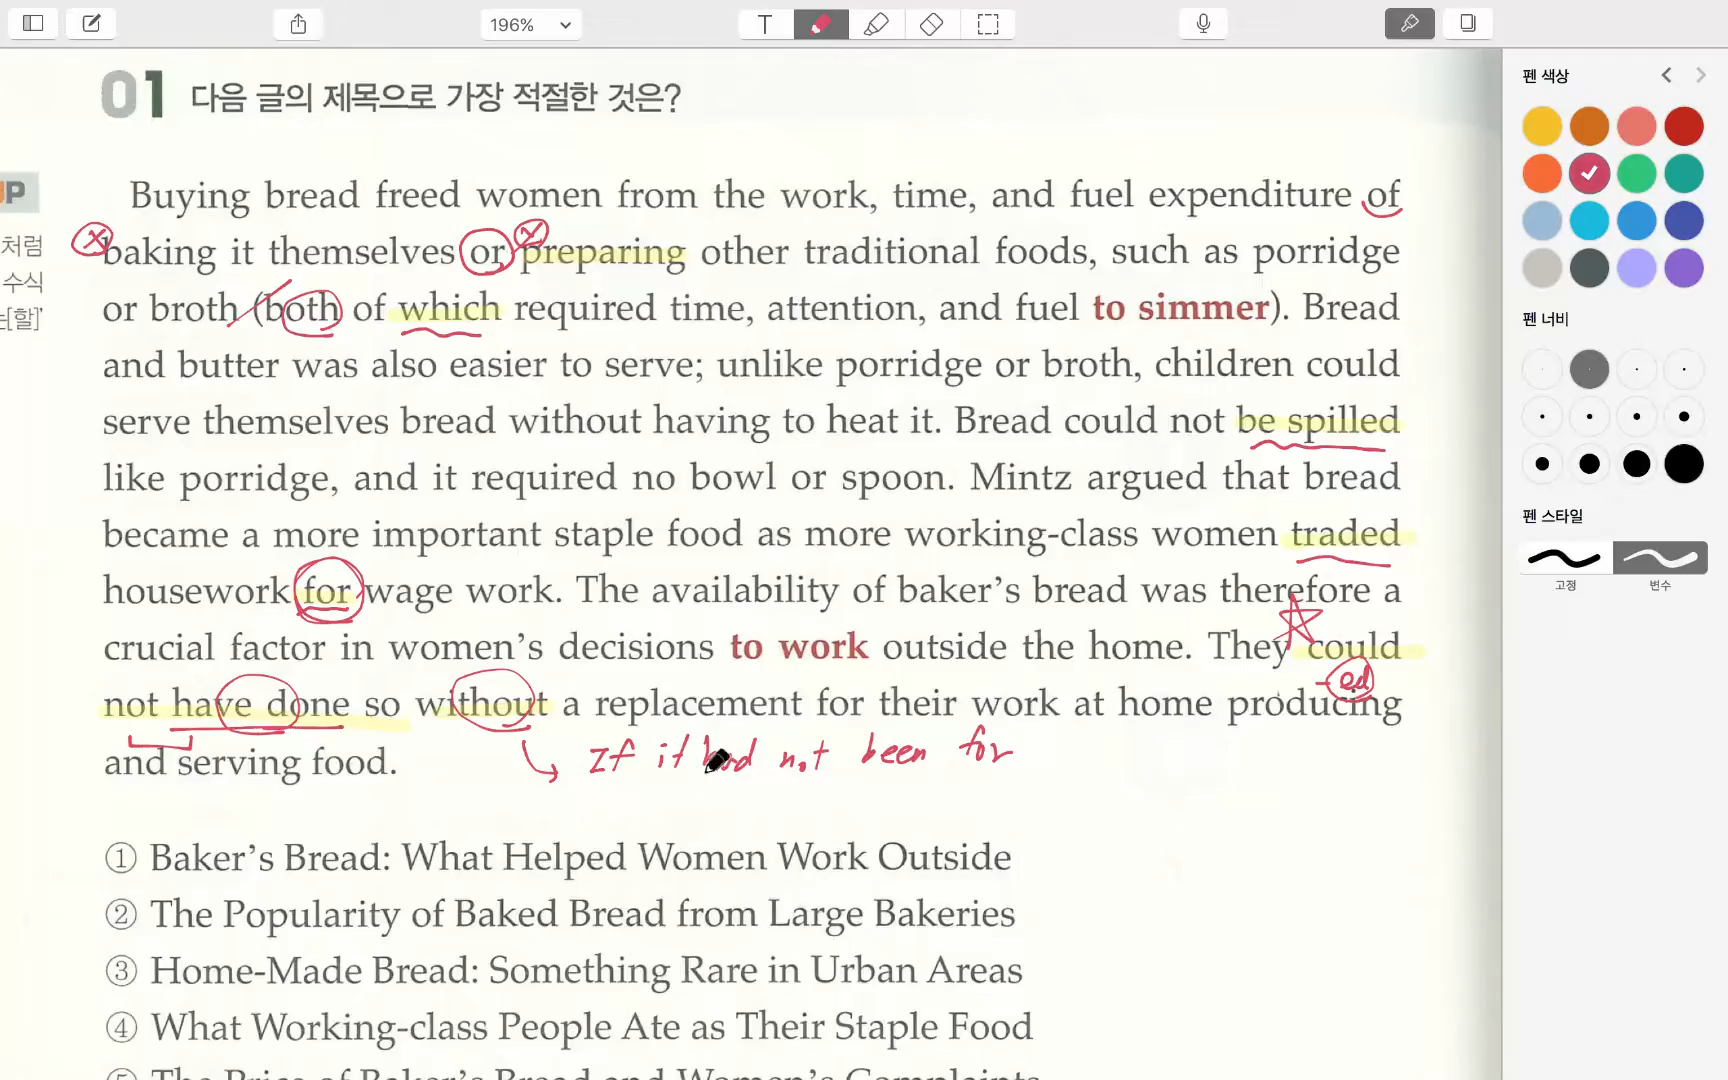 196%
T
펜 색상
펜 너비
펜 스타일
고정
변수
UP
처럼
수식
[할]'
01 다음 글의 제목으로 가장 적절한 것은?
Buying bread freed women from the work, time, and fuel expenditure of
baking it themselves or preparing other traditional foods, such as porridge
or broth (both of which required time, attention, and fuel to simmer). Bread
and butter was also easier to serve; unlike porridge or broth, children could
serve themselves bread without having to heat it. Bread could not be spilled
like porridge, and it required no bowl or spoon. Mintz argued that bread
became a more important staple food as more working-class women traded
housework for wage work. The availability of baker's bread was therefore a
crucial factor in women's decisions to work outside the home. They could
-ed
not have done so without a replacement for their work at home producing
and serving food.
If it had not been for
① Baker's Bread: What Helped Women Work Outside
② The Popularity of Baked Bread from Large Bakeries
③ Home-Made Bread: Something Rare in Urban Areas
④ What Working-class People Ate as Their Staple Food
⑤ The Price of Baker's Bread and Women's Complaints